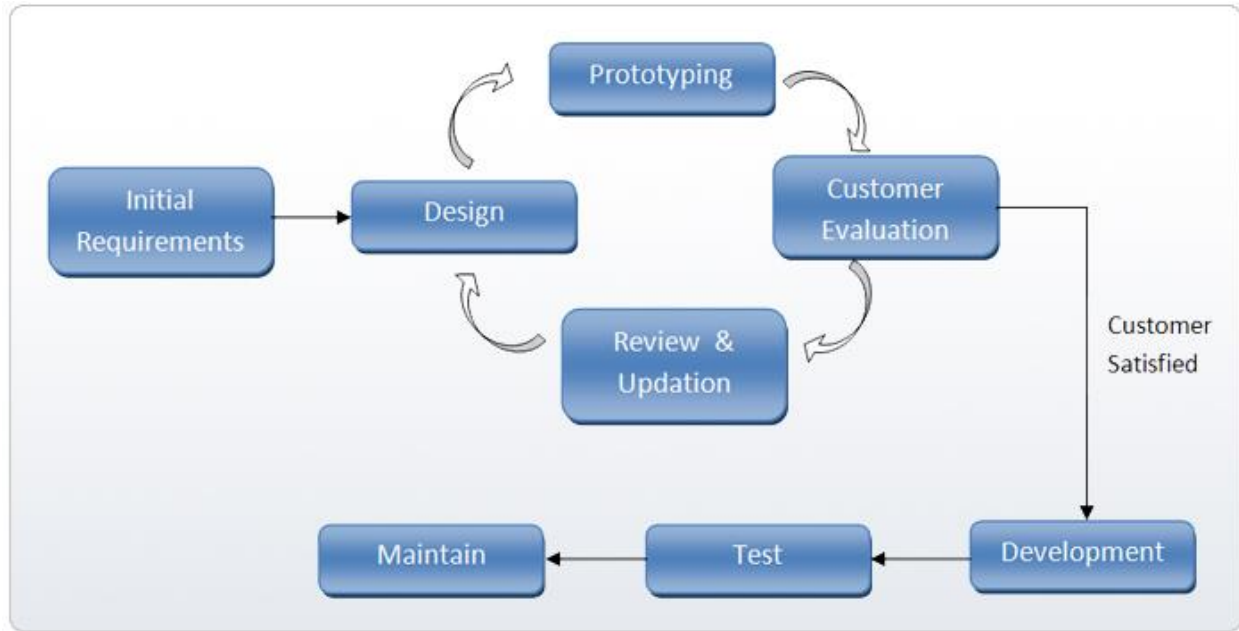 Prototyping
Initial
Requirements
Design
Customer
Evaluation
Review & 
Updation
Customer
Satisfied
Maintain
Test
Development